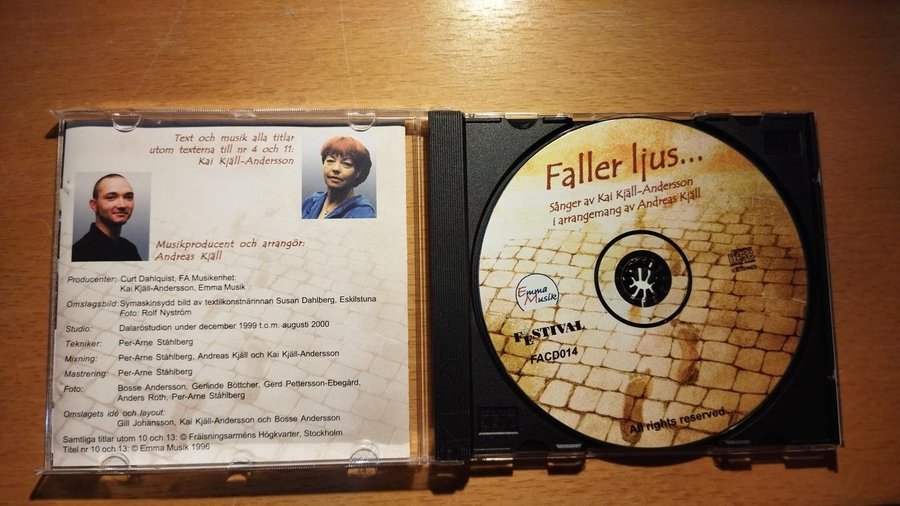 Text och musik alla titlar
utom texterna till nr 4 och 11:
Kai Kjäll-Andersson
Musikproducent och arrangör:
Andreas Kjäll
Producenter: Curt Dahlquist, FA Musikenhet:
Kai Kjäll-Andersson, Emma Musik
Omslagsbild: Symaskinsydd bild av textilkonstnärinnan Susan Dahlberg, Eskilstuna
Foto: Rolf Nyström
Studio: Dalaröstudion under december 1999 t.o.m. augusti 2000
Tekniker: Per-Arne Ståhlberg
Mixning: Per-Arne Ståhlberg, Andreas Kjäll och Kai Kjäll-Andersson
Mastrering: Per-Arne Ståhlberg
Foto: Bosse Andersson, Gerlinde Böttcher, Gerd Pettersson-Ebegård,
Anders Roth, Per-Arne Ståhlberg
Omslagets idé och layout:
Gill Johansson, Kai Kjäll-Andersson och Bosse Andersson
Samtliga titlar utom 10 och 13: © Frälsningsarméns Högkvarter, Stockholm
Titel nr 10 och 13: © Emma Musik 1996
Faller ljus...
Sånger av Kai Kjäll-Andersson
i arrangemang av Andreas Kjäll
Emma
Musik
FESTIVAL
FACD014
All rights reserved